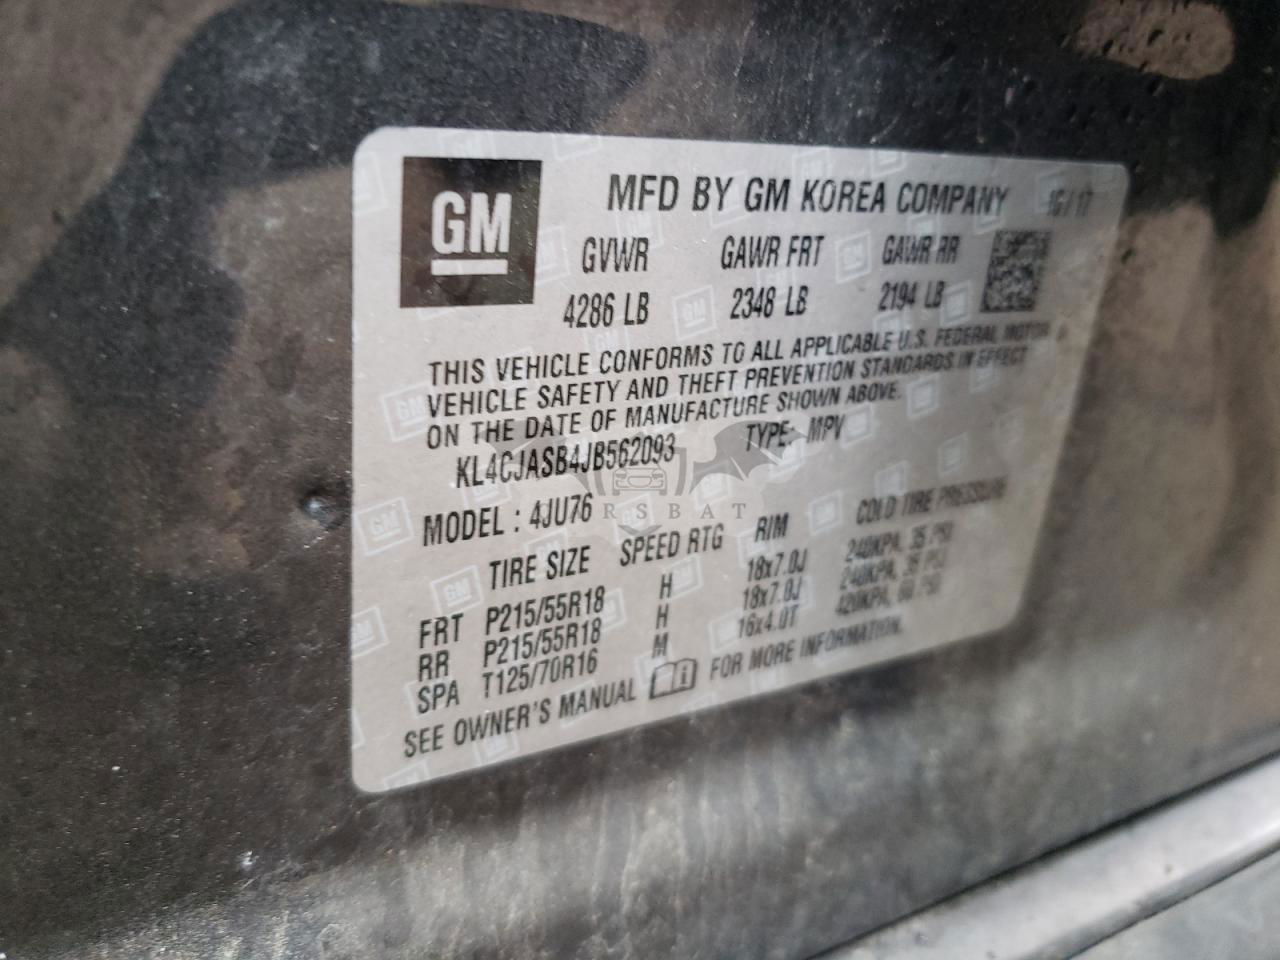 GM
MFD BY GM KOREA COMPANY 10/17
GVWR GAWR FRT GAWR RR
4286 LB 2348 LB 2194 LB
THIS VEHICLE CONFORMS TO ALL APPLICABLE U.S. FEDERAL MOTOR
VEHICLE SAFETY AND THEFT PREVENTION STANDARDS IN EFFECT
ON THE DATE OF MANUFACTURE SHOWN ABOVE.
KL4CJASB4JB562093 TYPE: MPV
MODEL : 4JU76
TIRE SIZE SPEED RTG RIM COLD TIRE PRESSURE
FRT P215/55R18 H 18x7.0J 240KPA, 35 PSI
RR P215/55R18 H 18x7.0J 240KPA, 35 PSI
SPA T125/70R16 M 16x4.0T 420KPA, 60 PSI
SEE OWNER'S MANUAL FOR MORE INFORMATION.
RSBAT